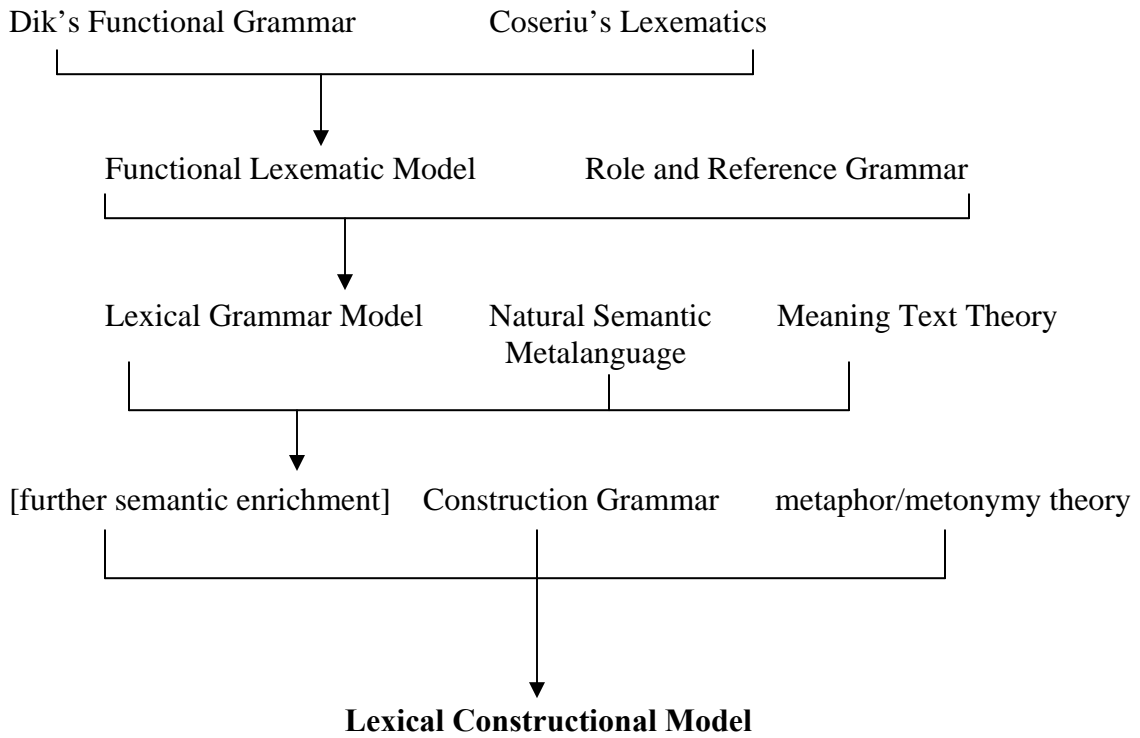 Dik’s Functional Grammar Coseriu’s Lexematics
Functional Lexematic Model Role and Reference Grammar
Lexical Grammar Model Natural Semantic Metalanguage Meaning Text Theory
[further semantic enrichment] Construction Grammar metaphor/metonymy theory
Lexical Constructional Model